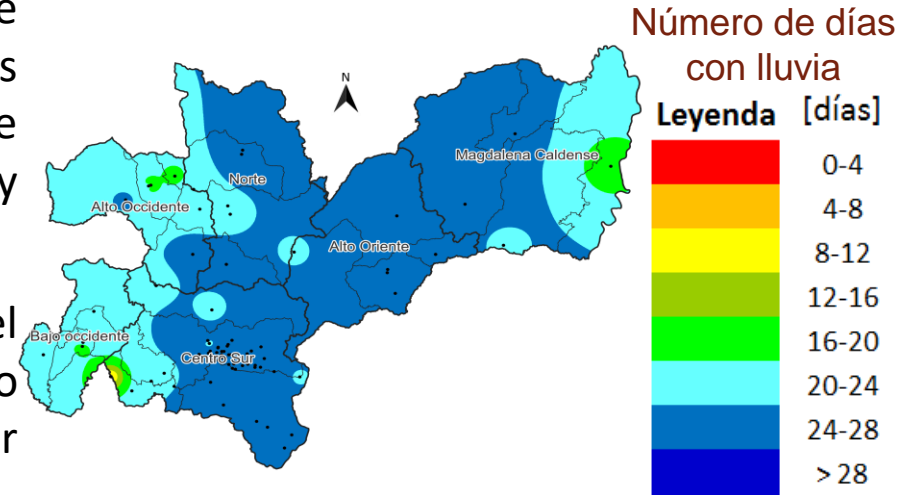 e
s
e
y
el
o
r
N
Norte
Magdalena Caldense
Alto Occidente
Alto Oriente
Bajo occidente
Centro Sur
Número de días
con lluvia
Leyenda [días]
0-4
4-8
8-12
12-16
16-20
20-24
24-28
> 28